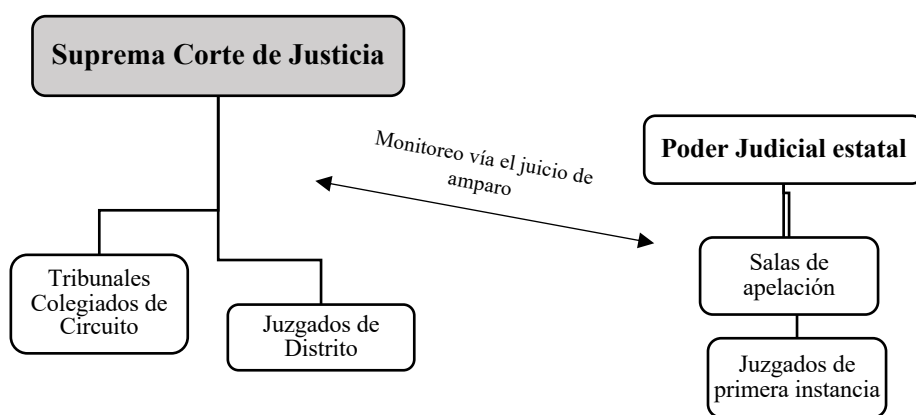 Suprema Corte de Justicia
Monitoreo vía el juicio de
amparo
Poder Judicial estatal
Tribunales
Colegiados de
Circuito
Juzgados de
Distrito
Salas de
apelación
Juzgados de
primera instancia